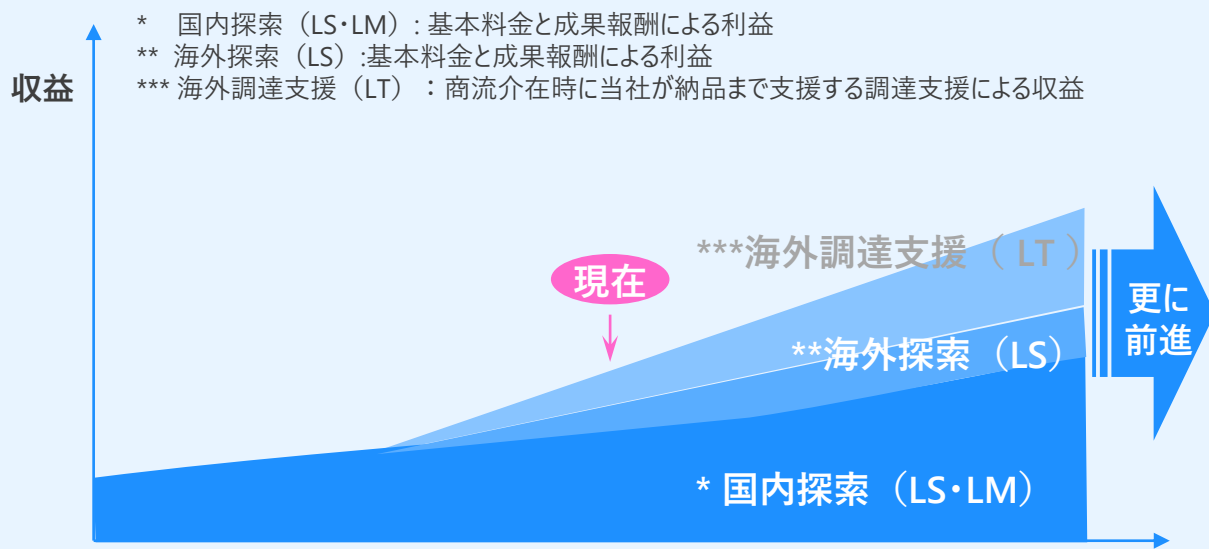 * 国内探索（LS・LM）: 基本料金と成果報酬による利益
** 海外探索（LS）:基本料金と成果報酬による利益
収益
*** 海外調達支援（LT）：商流介在時に当社が納品まで支援する調達支援による収益
***海外調達支援（ LT ）
現在
更に
前進
**海外探索（LS）
* 国内探索（LS・LM）